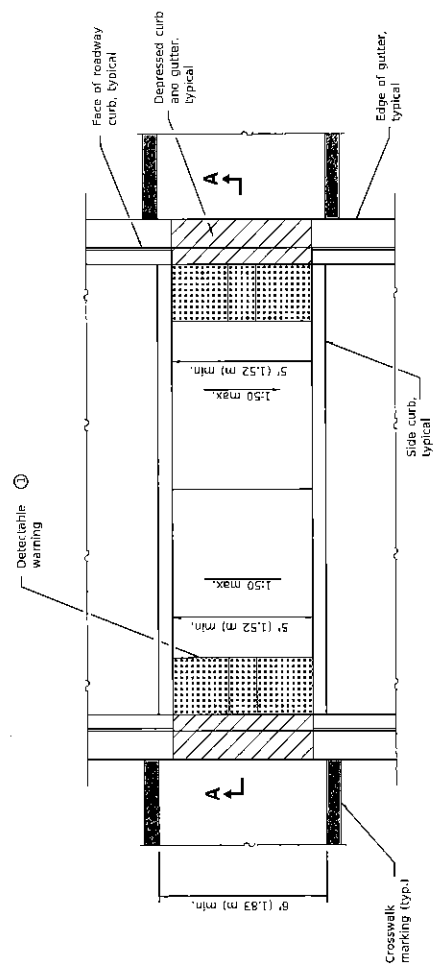 Face of roadway
curb, typical
Depressed curb
and gutter,
typical
Edge of gutter,
typical
A
Detectable ①
warning
5' (1.52 m) min.
1:50 max.
1:50 max.
5' (1.52 m) min.
Side curb,
typical
A
6' (1.83 m) min.
Crosswalk
marking (typ.)